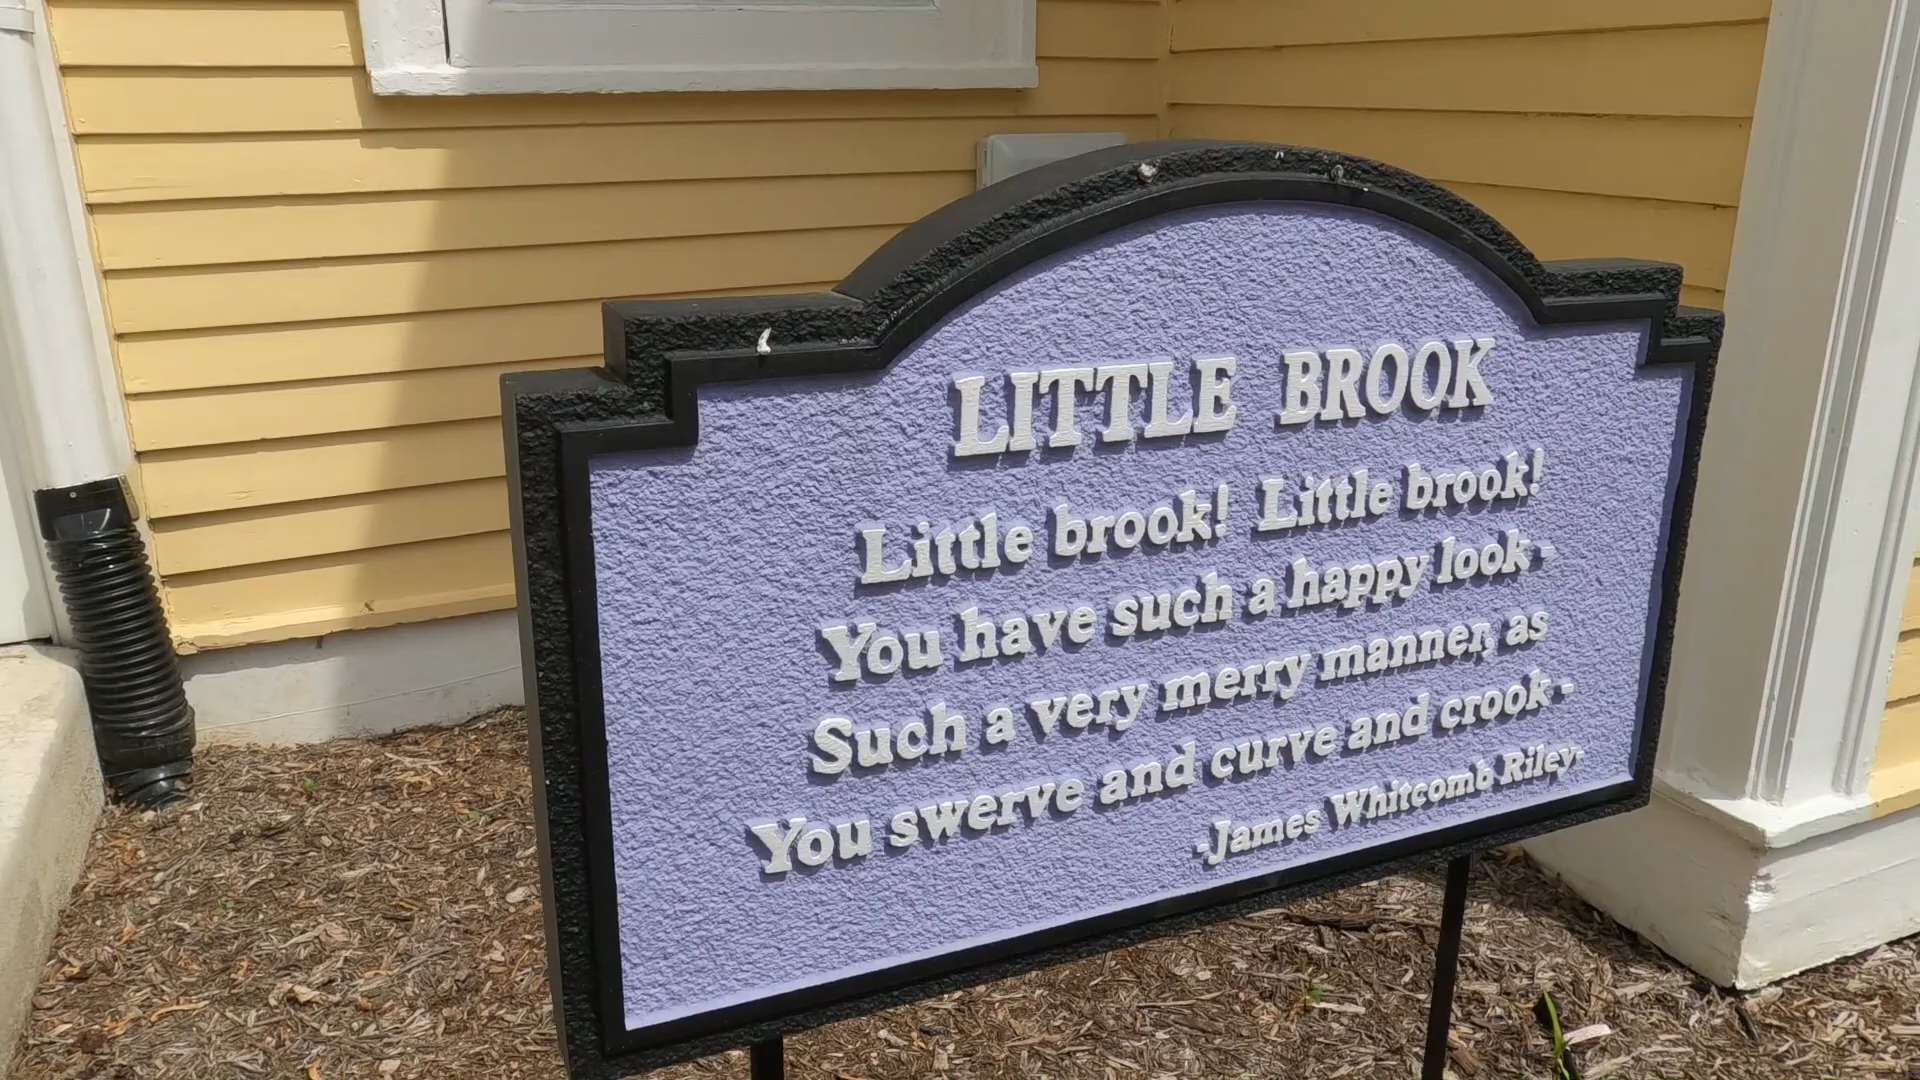 LITTLE BROOK
Little brook! Little brook!
You have such a happy look -
Such a very merry manner, as
You swerve and curve and crook -
-James Whitcomb Riley-